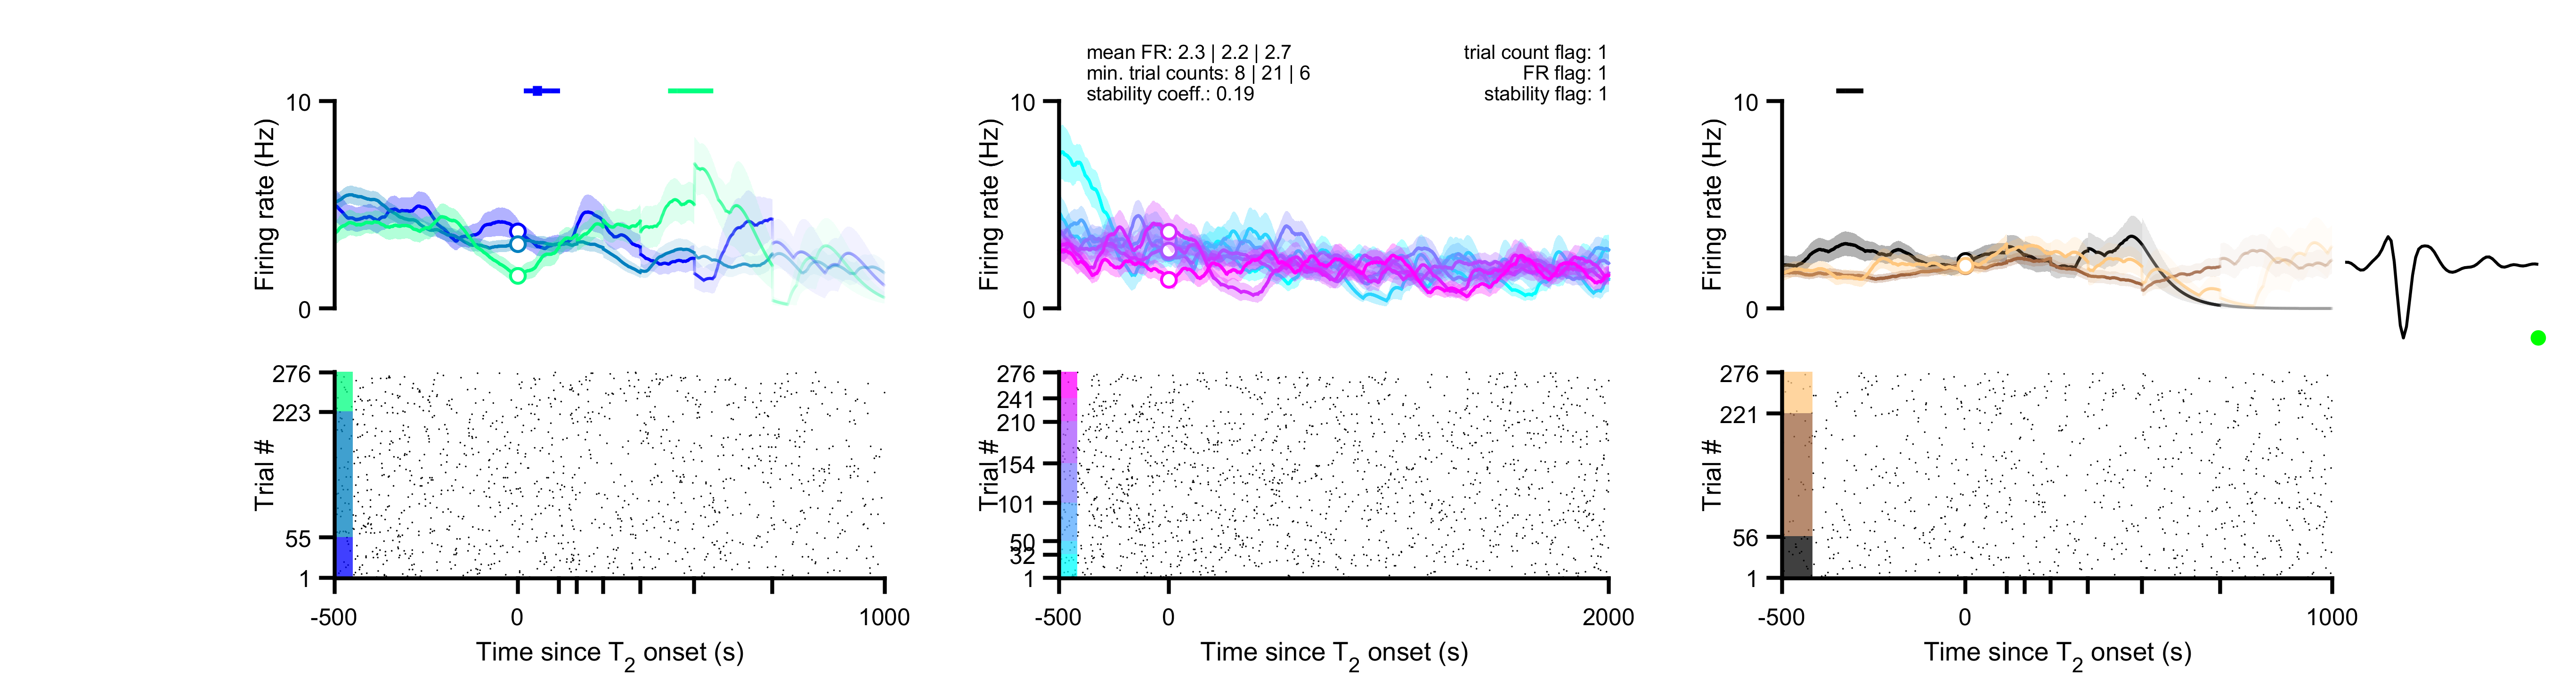 mean FR: 2.3 | 2.2 | 2.7
min. trial counts: 8 | 21 | 6
stability coeff.: 0.19
trial count flag: 1
FR flag: 1
stability flag: 1
10
0
Firing rate (Hz)
10
0
Firing rate (Hz)
10
0
Firing rate (Hz)
276
223
55
1
Trial #
-500
0
1000
Time since T2 onset (s)
276
241
210
154
101
50
32
1
Trial #
-500
0
2000
Time since T2 onset (s)
276
221
56
1
Trial #
-500
0
1000
Time since T2 onset (s)